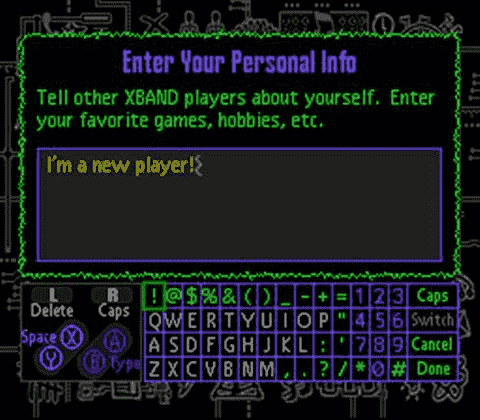 Enter Your Personal Info
Tell other XBAND players about yourself. Enter
your favorite games, hobbies, etc.
I'm a new player!
L R ! @ $ % & ( ) _ - + = 1 2 3 Caps
Delete Caps Q W E R T Y U I O P " 4 5 6 Switch
Space X A A S D F G H J K L : ' 7 8 9 Cancel
Y B Type Z X C V B N M , . ? / * 0 # Done